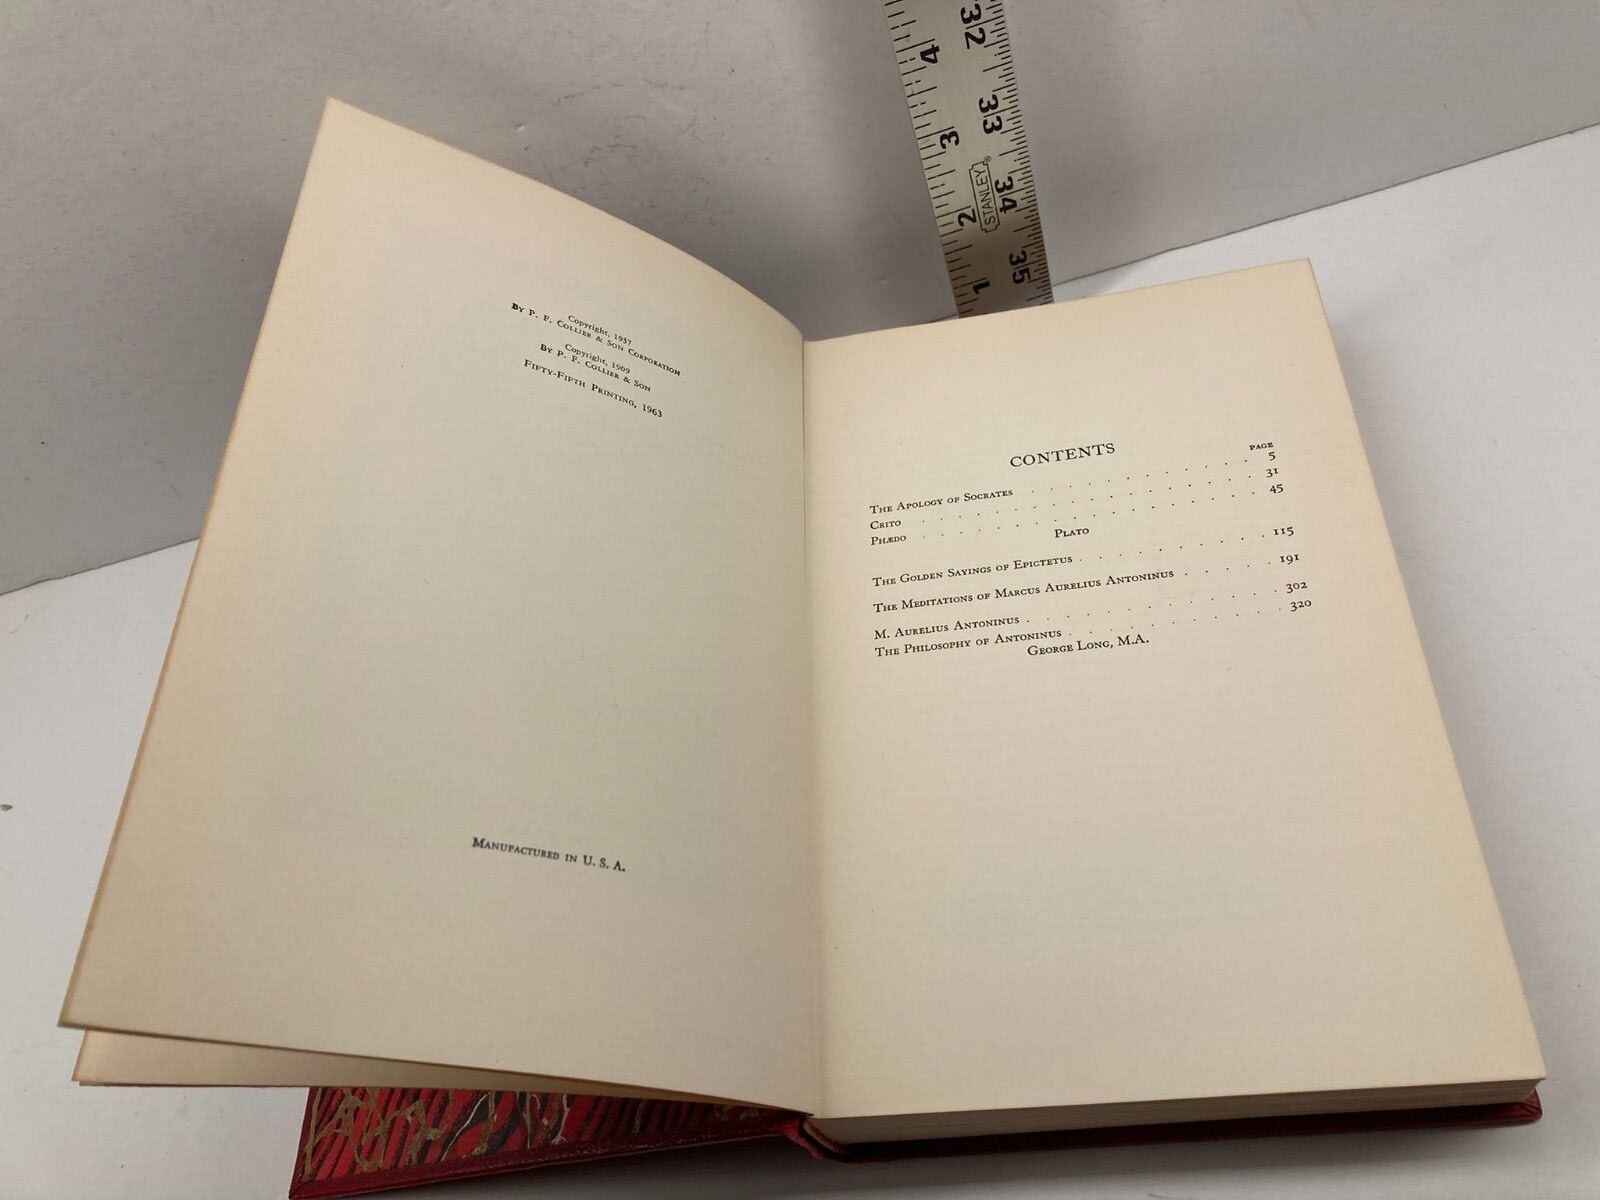 Copyright, 1937
By P. F. Collier & Son Corporation
Copyright, 1909
By P. F. Collier & Son
Fifty-Fifth Printing, 1963
Manufactured in U. S. A.
CONTENTS
PAGE
The Apology of Socrates . . . . . . . . . . . . 5
Crito . . . . . . . . . . . . . . . . . 31
Phædo . . . . . . . . . . . . . . . . . 45
Plato
The Golden Sayings of Epictetus . . . . . . . . . . 115
The Meditations of Marcus Aurelius Antoninus . . . . . 191
M. Aurelius Antoninus . . . . . . . . . . . . 302
The Philosophy of Antoninus . . . . . . . . . . 320
George Long, M.A.
32
4
33
3
STANLEY®
34
2
35
1